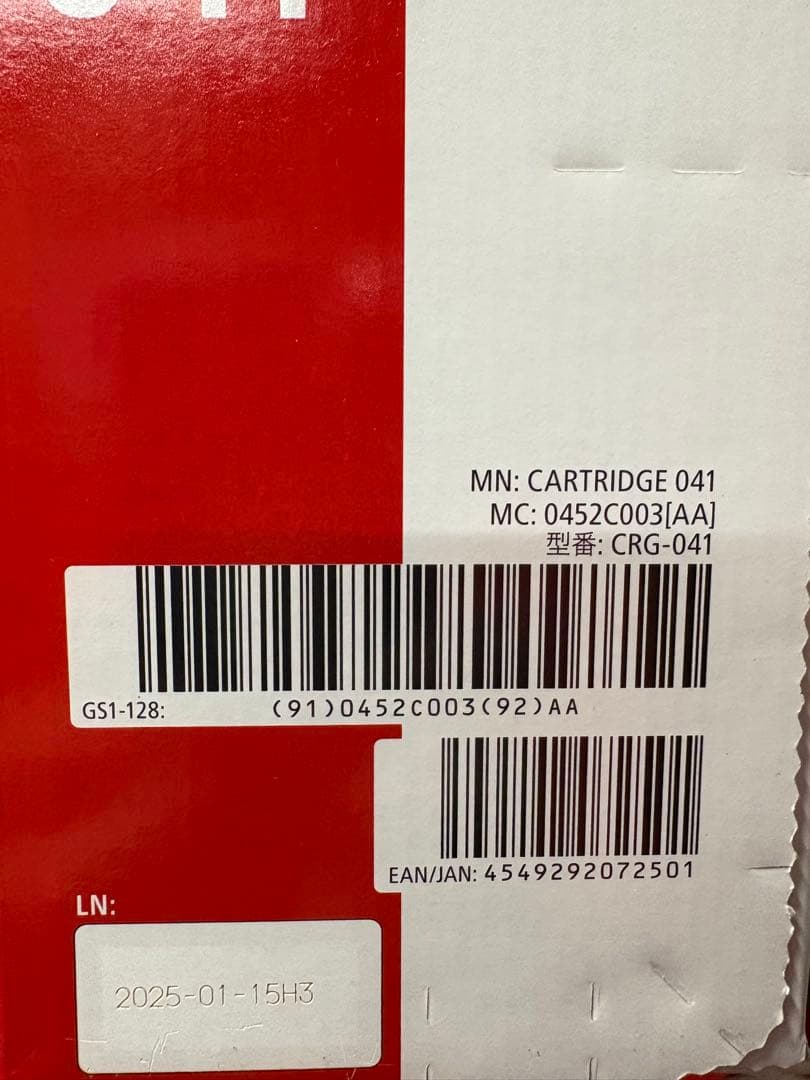 MN: CARTRIDGE 041
MC: 0452C003[AA]
型番: CRG-041
GS1-128: (91)0452C003(92)AA
EAN/JAN: 4549292072501
LN:
2025-01-15H3